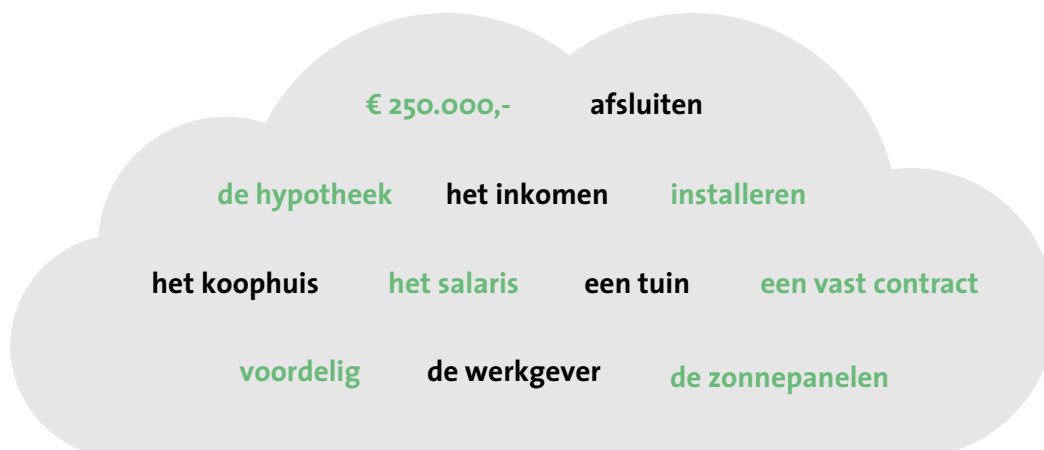 € 250.000,- afsluiten
de hypotheek het inkomen installeren
het koophuis het salaris een tuin een vast contract
voordelig de werkgever de zonnepanelen